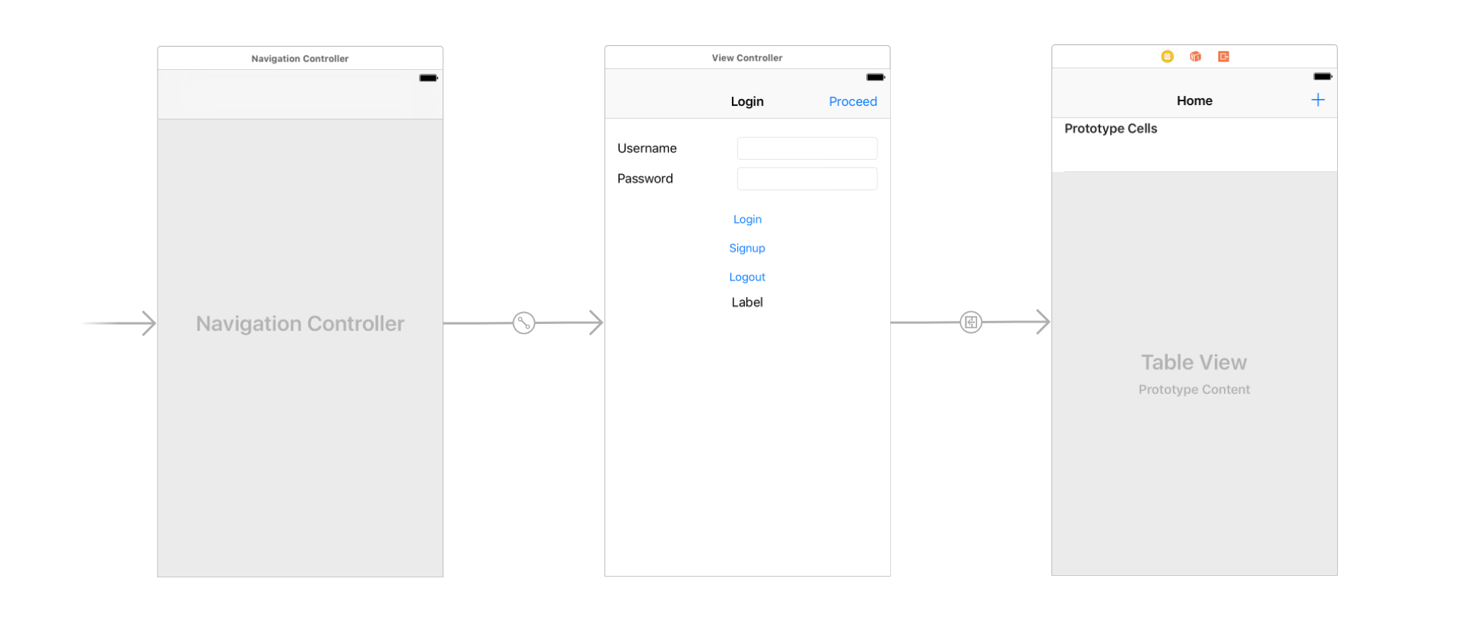 Navigation Controller
Navigation Controller
View Controller
Login
Proceed
Username
Password
Login
Signup
Logout
Label
Home
Prototype Cells
Table View
Prototype Content